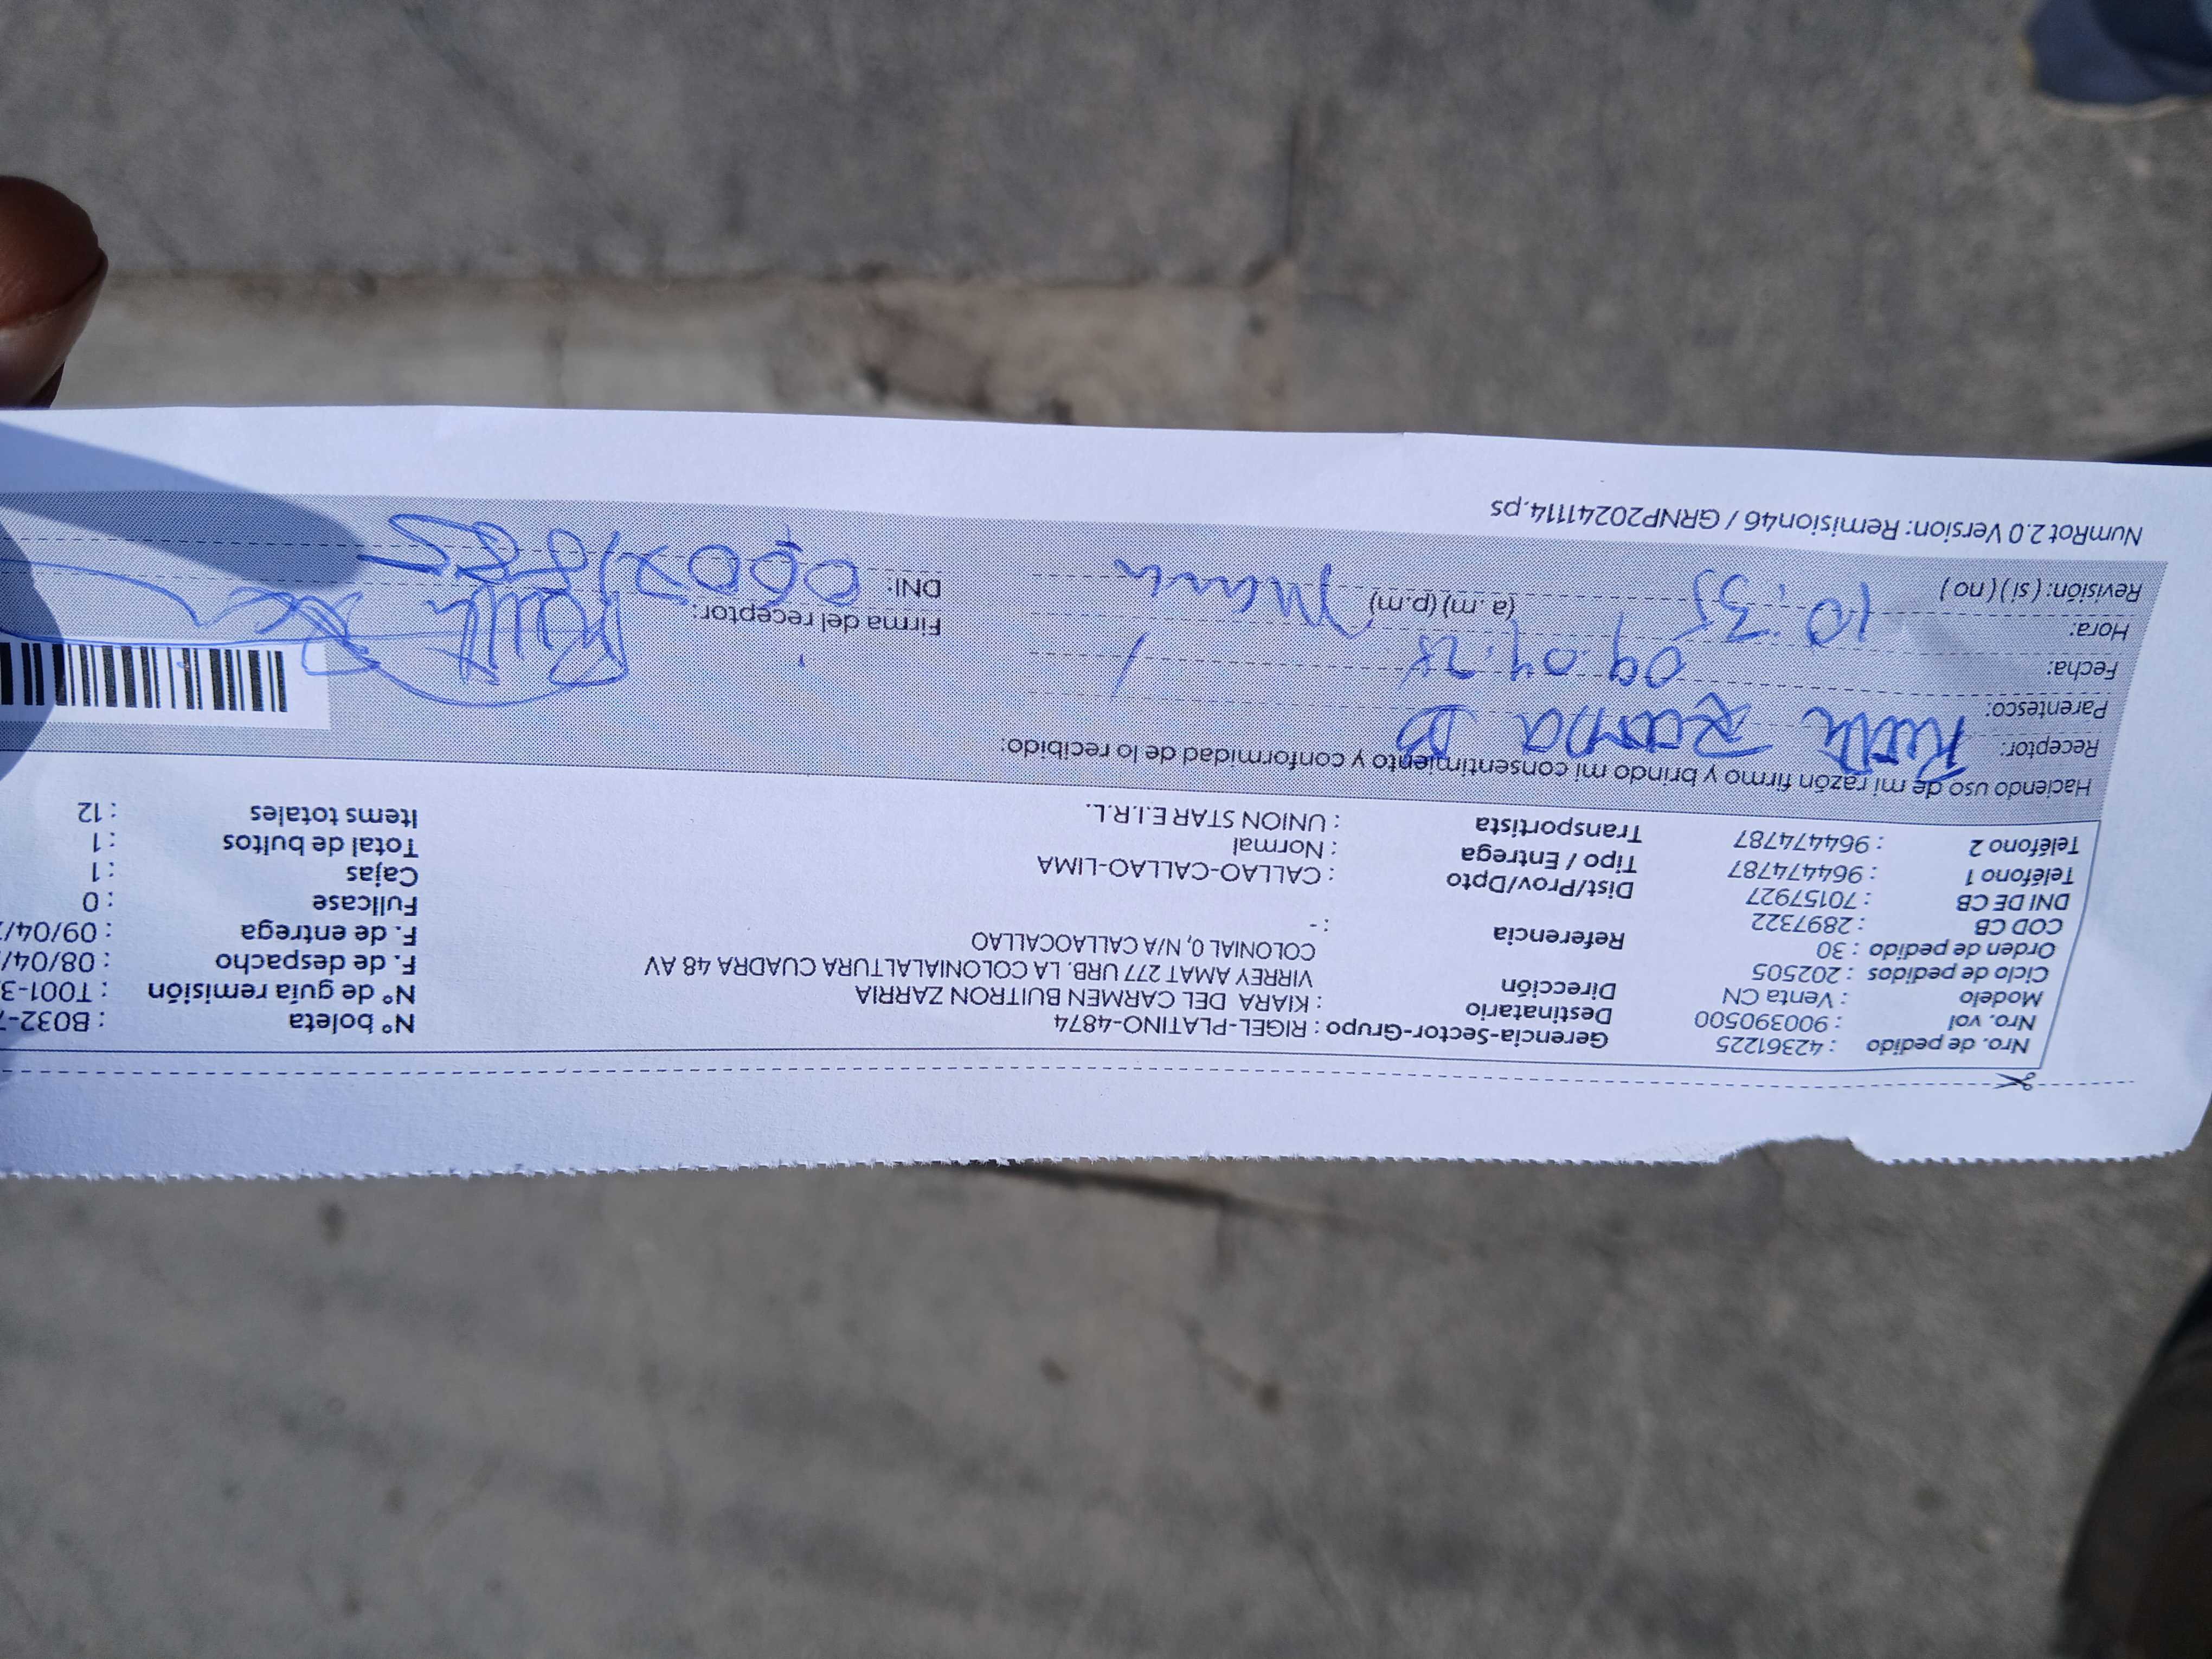 Nro. de pedido : 42361225
Nro. vol : 900390500
Modelo : Venta CN
Ciclo de pedidos : 202505
Orden de pedido : 30
COD CB : 2897322
DNI DE CB : 70157927
Teléfono 1 : 964474787
Teléfono 2 : 964474787
Gerencia-Sector-Grupo : RIGEL-PLATINO-4874
Destinatario : KIARA DEL CARMEN BUITRON ZARRIA
Dirección VIRREY AMAT 277 URB. LA COLONIALALTURA CUADRA 48 AV
COLONIAL 0, N/A CALLAOCALLAO
Referencia : -
Dist/Prov/Dpto : CALLAO-CALLAO-LIMA
Tipo / Entrega : Normal
Transportista : UNION STAR E.I.R.L.
N° boleta : B032-
N° de guía remisión : T001-3
F. de despacho : 08/04/
F. de entrega : 09/04/
Fullcase : 0
Cajas : 1
Total de bultos : 1
Items totales : 12
Haciendo uso de mi razón firmo y brindo mi consentimiento y conformidad de lo recibido:
Receptor: Ruth
Parentesco:
Fecha: 09.04.25
Hora: 10:35 (a. m) (p.m)
Revisión: ( si ) ( no )
Firma del receptor: Ruth
DNI:
NumRot 2.0 Version: Remision46 / GRNP20241114.ps